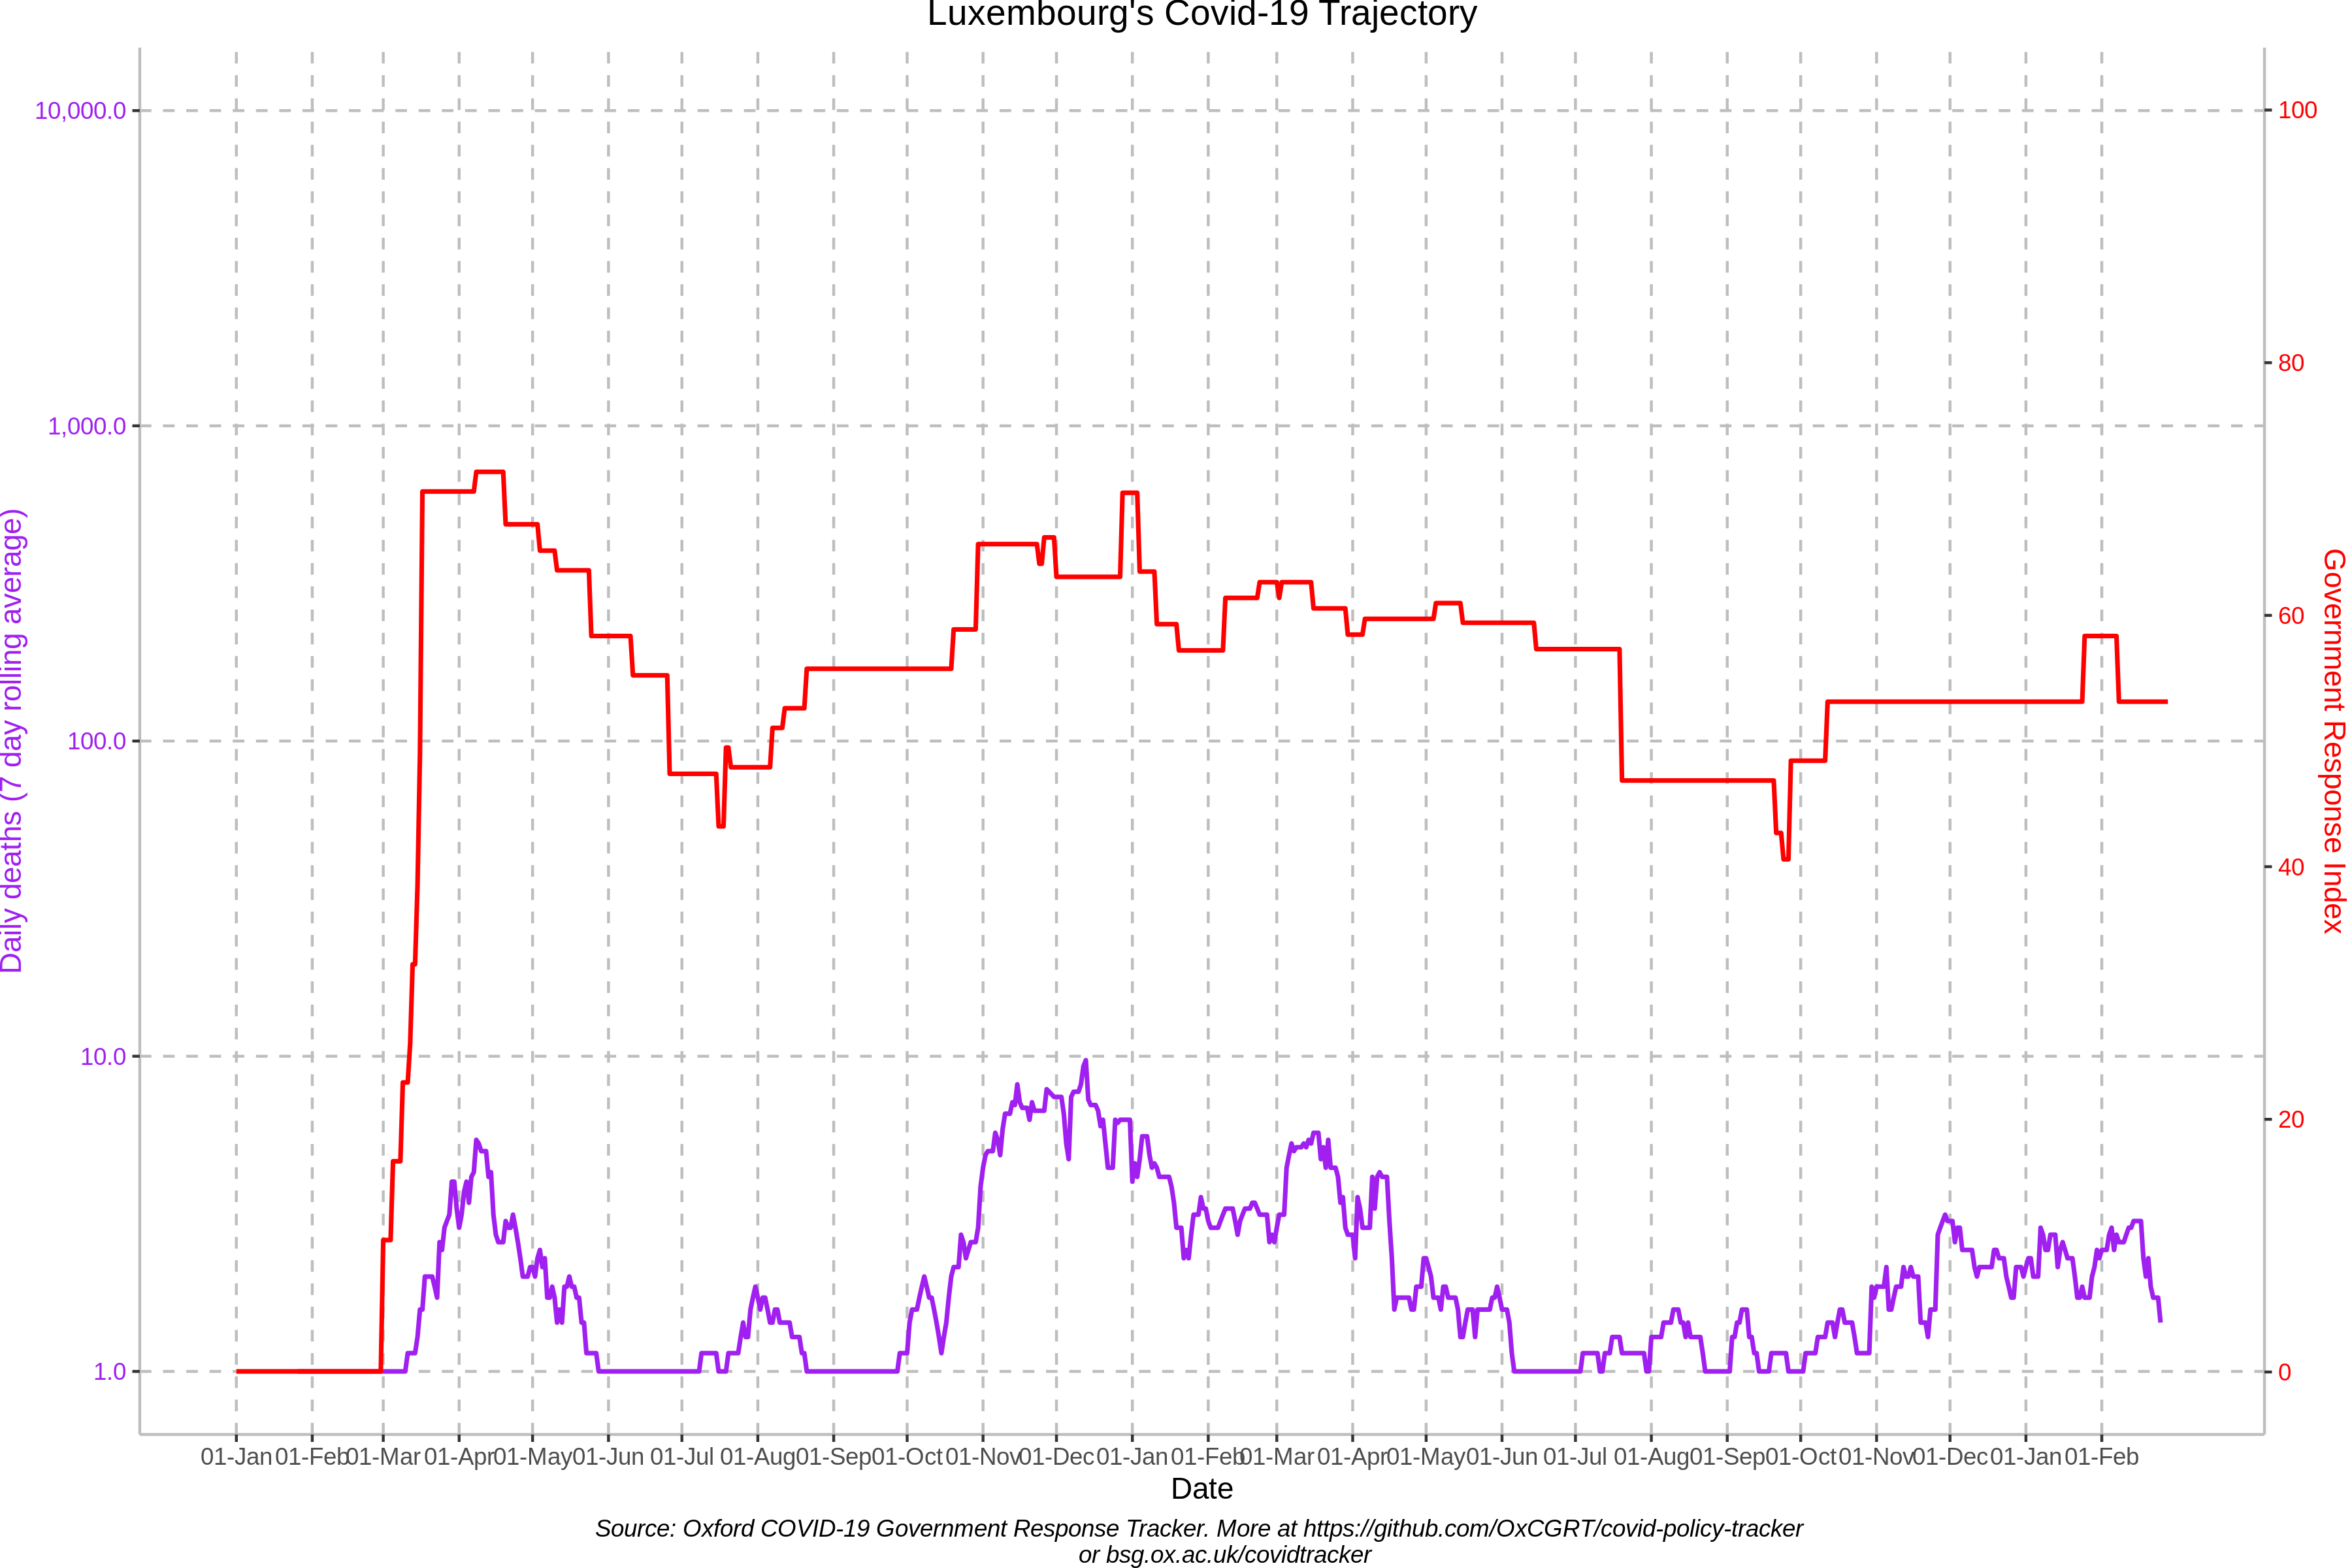 Luxembourg's Covid-19 Trajectory
10,000.0
1,000.0
100.0
10.0
1.0
Daily deaths (7 day rolling average)
100
80
60
40
20
0
Government Response Index
01-Jan 01-Feb 01-Mar 01-Apr 01-May 01-Jun 01-Jul 01-Aug 01-Sep 01-Oct 01-Nov 01-Dec 01-Jan 01-Feb 01-Mar 01-Apr 01-May 01-Jun 01-Jul 01-Aug 01-Sep 01-Oct 01-Nov 01-Dec 01-Jan 01-Feb
Date
Source: Oxford COVID-19 Government Response Tracker. More at https://github.com/OxCGRT/covid-policy-tracker
or bsg.ox.ac.uk/covidtracker